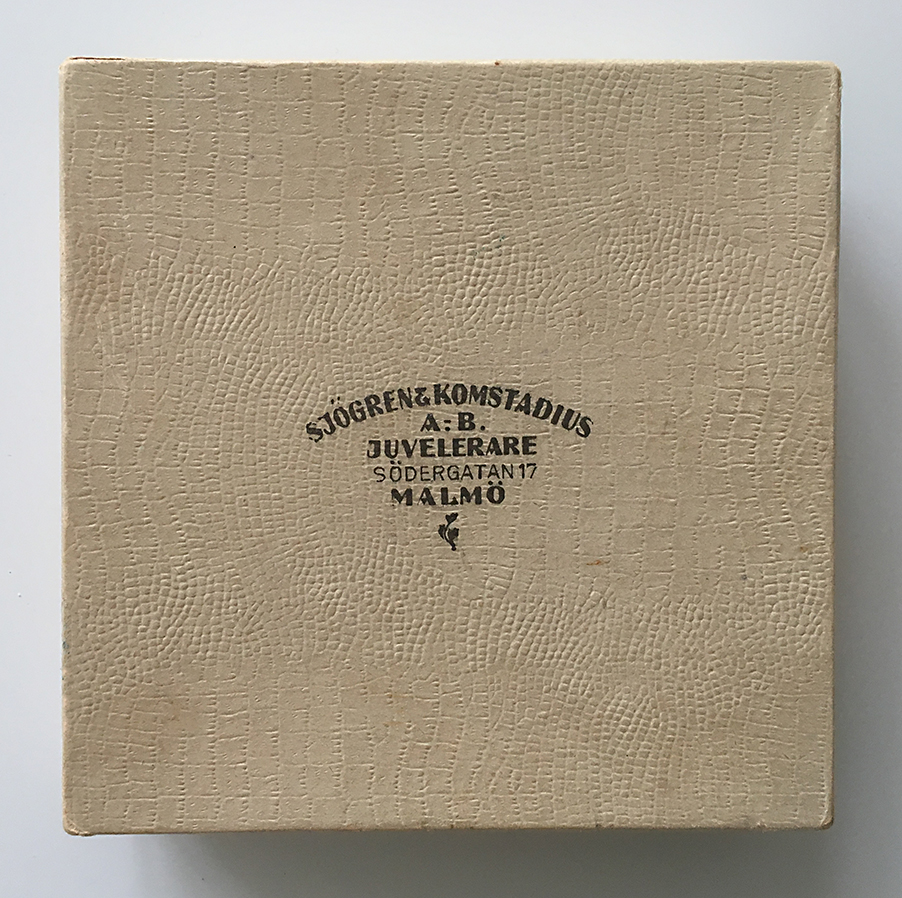 SJÖGREN & KOMSTADIUS
A:B.
JUVELERARE
SÖDERGATAN 17
MALMÖ